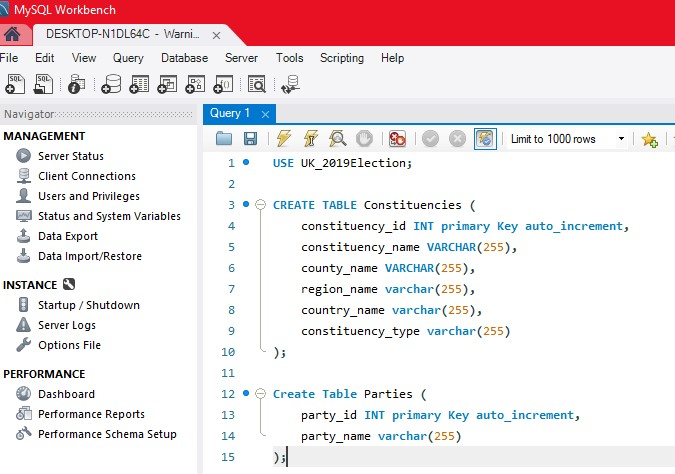 MySQL Workbench
DESKTOP-N1DL64C - Warni... ×
File Edit View Query Database Server Tools Scripting Help
Navigator
Query 1 ×
MANAGEMENT
Server Status
Client Connections
Users and Privileges
Status and System Variables
Data Export
Data Import/Restore
INSTANCE
Startup / Shutdown
Server Logs
Options File
PERFORMANCE
Dashboard
Performance Reports
Performance Schema Setup
Limit to 1000 rows
1 USE UK_2019Election;
2
3 CREATE TABLE Constituencies (
4 constituency_id INT primary Key auto_increment,
5 constituency_name VARCHAR(255),
6 county_name VARCHAR(255),
7 region_name varchar(255),
8 country_name varchar(255),
9 constituency_type varchar(255)
10 );
11
12 Create Table Parties (
13 party_id INT primary Key auto_increment,
14 party_name varchar(255)
15 );